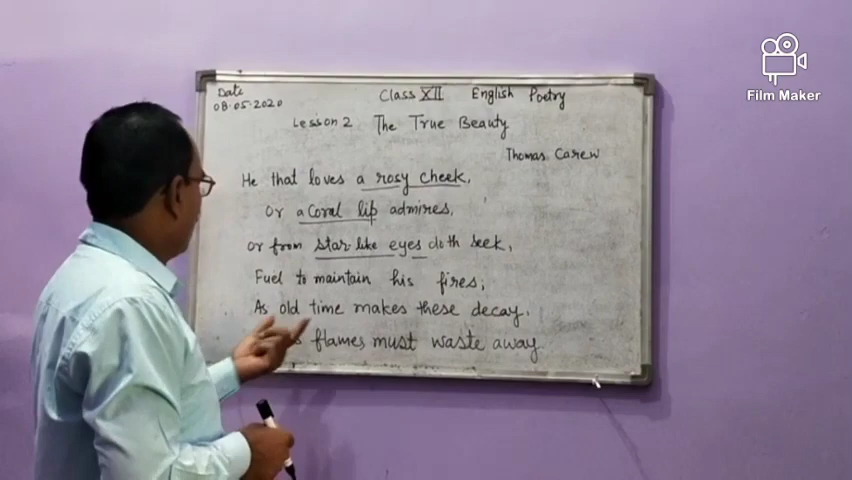 Date
08.05.2020
Class XII English Poetry
Lesson 2 The True Beauty
Thomas Carew
He that loves a rosy cheek,
Or a Coral lip admires,
Or from star-like eyes doth seek,
Fuel to maintain his fires;
As old time makes these decay,
flames must waste away.
Film Maker